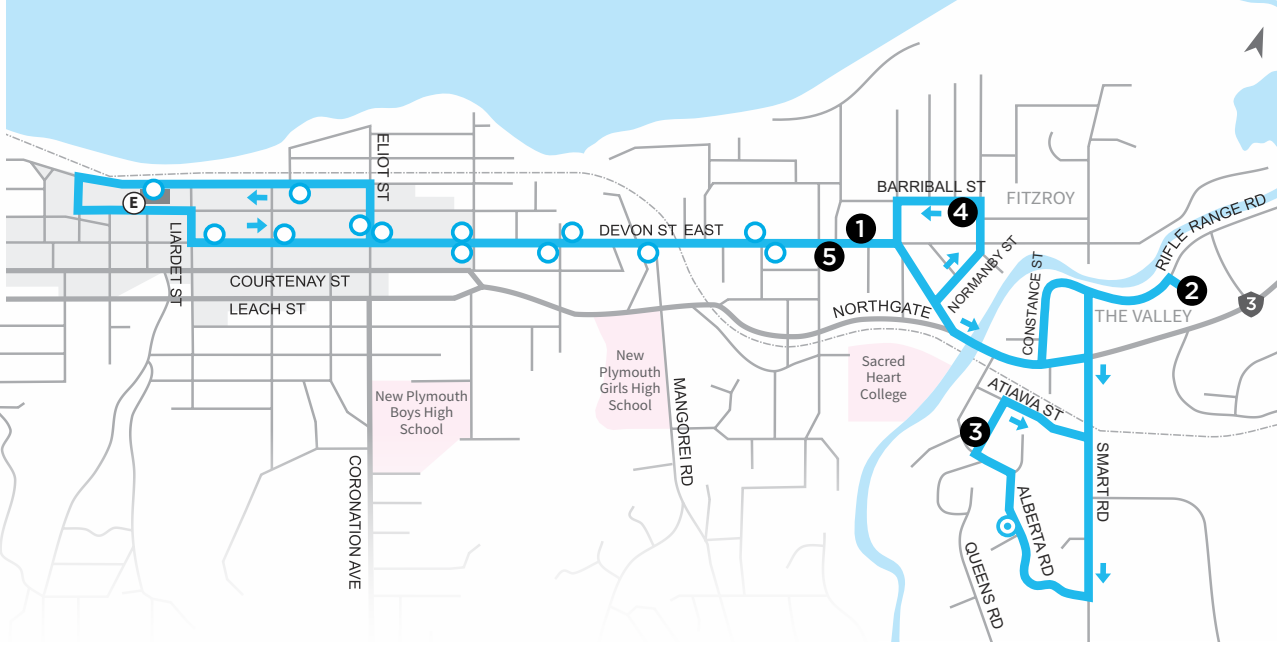 ELIOT ST
BARRIBALL ST
FITZROY
4
RIFLE RANGE RD
E
LIARDET ST
DEVON ST EAST
1
5
NORMANBY ST
CONSTANCE ST
2
3
COURTENAY ST
LEACH ST
NORTHGATE
THE VALLEY
New
Plymouth
Girls High
School
Sacred
Heart
College
New Plymouth
Boys High
School
MANGOREI RD
ATIAWA ST
3
CORONATION AVE
SMART RD
ALBERTA RD
QUEENS RD